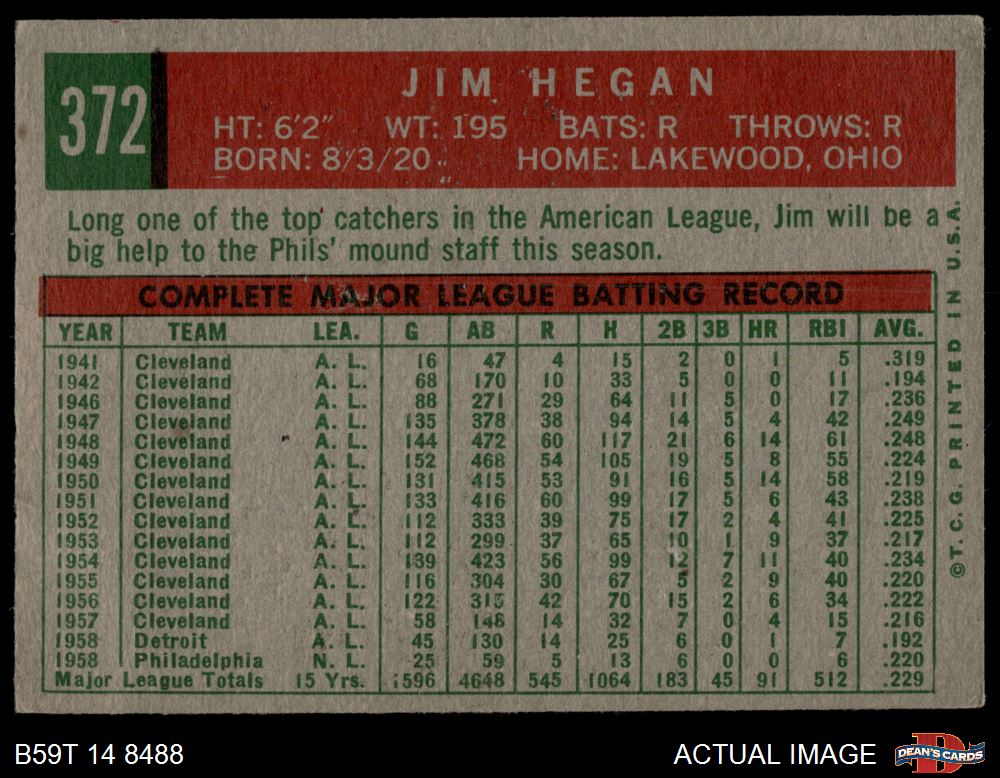 372
JIM HEGAN
HT: 6'2" WT: 195 BATS: R THROWS: R
BORN: 8/3/20 HOME: LAKEWOOD, OHIO
Long one of the top catchers in the American League, Jim will be a
big help to the Phils' mound staff this season.
COMPLETE MAJOR LEAGUE BATTING RECORD
YEAR TEAM LEA. G AB R H 2B 3B HR RBI AVG.
1941 Cleveland A. L. 16 47 4 15 2 0 1 5 .319
1942 Cleveland A. L. 68 170 10 33 5 0 0 11 .194
1946 Cleveland A. L. 88 271 29 64 11 5 0 17 .236
1947 Cleveland A. L. 135 378 38 94 14 5 4 42 .249
1948 Cleveland A. L. 144 472 60 117 21 6 14 61 .248
1949 Cleveland A. L. 152 468 54 105 19 5 8 55 .224
1950 Cleveland A. L. 131 415 53 91 16 5 14 58 .219
1951 Cleveland A. L. 133 416 60 99 17 5 6 43 .238
1952 Cleveland A. L. 112 333 39 75 17 2 4 41 .225
1953 Cleveland A. L. 112 299 37 65 10 1 9 37 .217
1954 Cleveland A. L. 139 423 56 99 12 7 11 40 .234
1955 Cleveland A. L. 116 304 30 67 5 2 9 40 .220
1956 Cleveland A. L. 122 315 42 70 15 2 6 34 .222
1957 Cleveland A. L. 58 148 14 32 7 0 4 15 .216
1958 Detroit A. L. 45 130 14 25 6 0 1 7 .192
1958 Philadelphia N. L. 25 59 5 13 6 0 0 6 .220
Major League Totals 15 Yrs. 1596 4648 545 1064 183 45 91 512 .229
©T. C. G. PRINTED IN U.S.A.
B59T 14 8488
ACTUAL IMAGE
DEAN'S CARDS